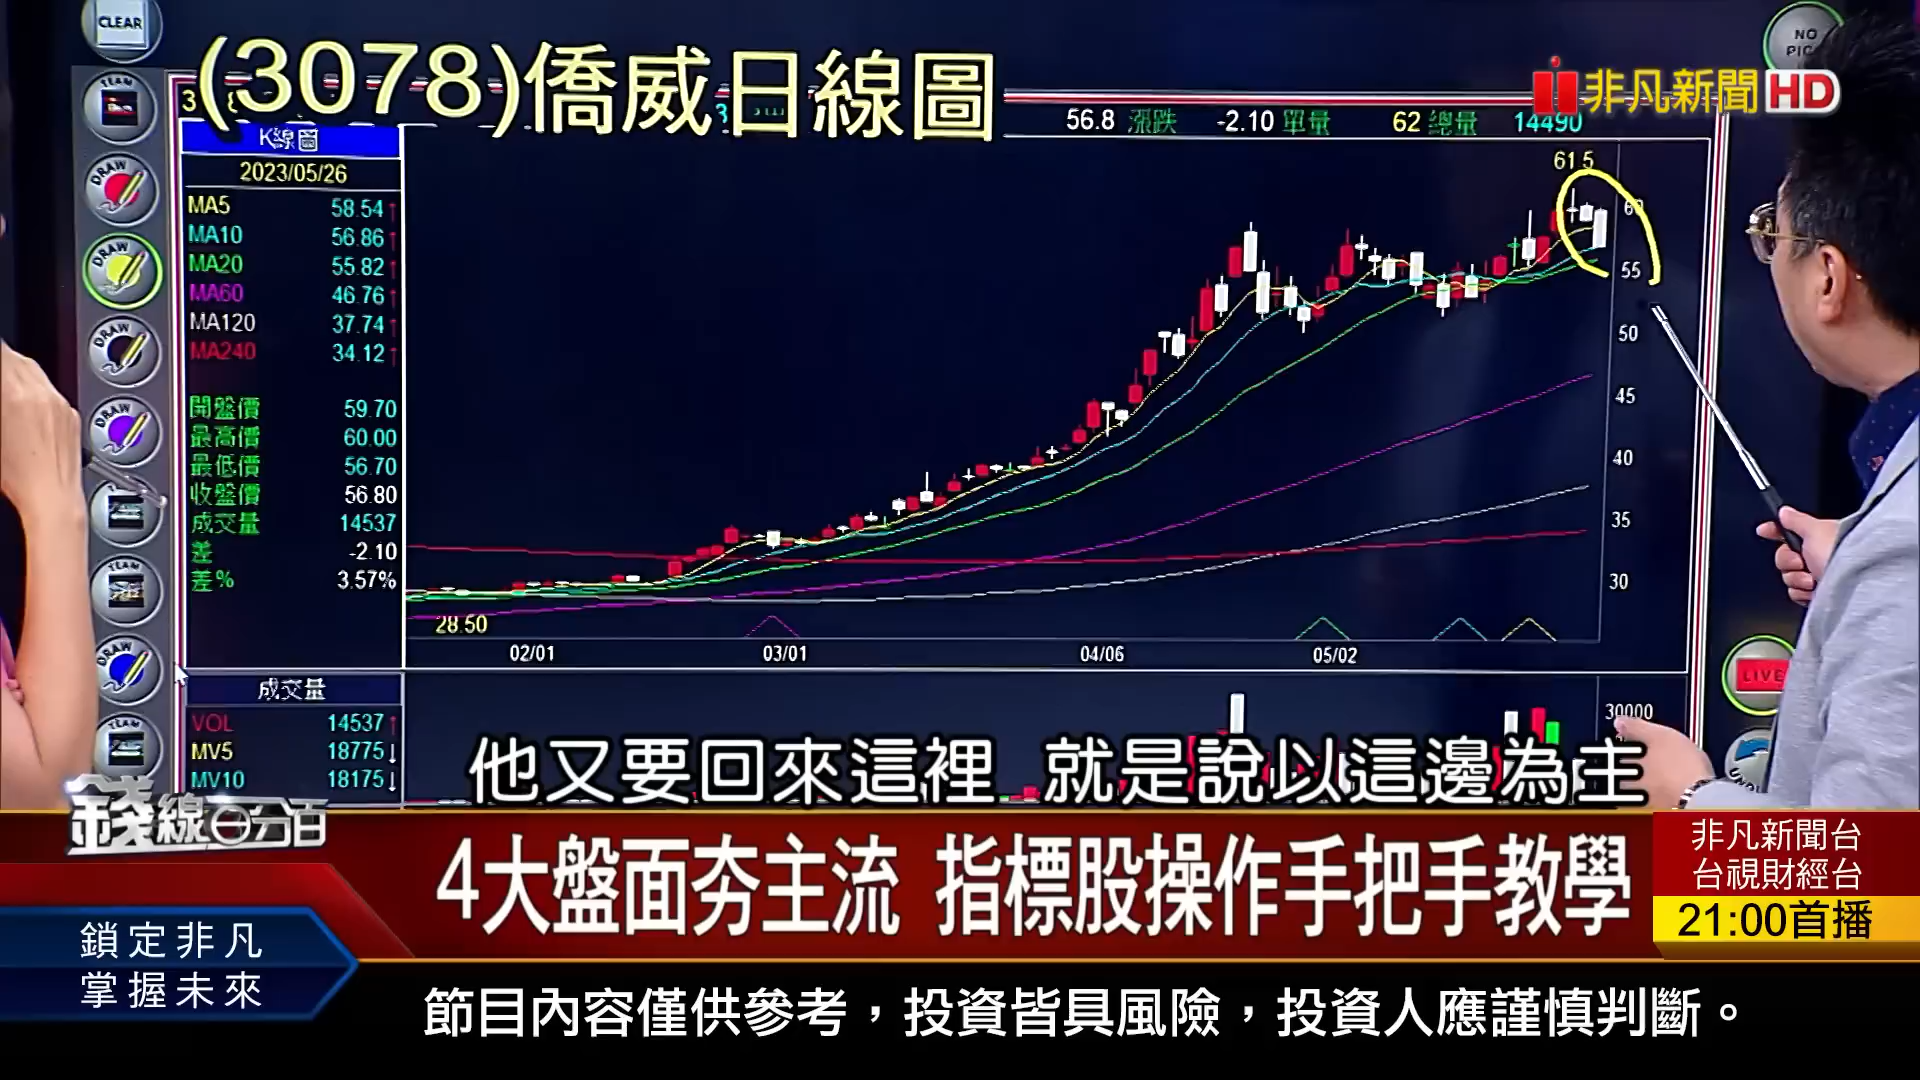 CLEAR
NO
(3078)僑威日線圖
非凡新聞HD
56.8 漲跌 -2.10 單量 62 總量 14490
TEAM
K線圖
2023/05/26
MA5 58.54↑
MA10 56.86↑
MA20 55.82↑
MA60 46.76↑
MA120 37.74↑
MA240 34.12↑
開盤價 59.70
最高價 60.00
最低價 56.70
收盤價 56.80
成交量 14537
差 -2.10
差% 3.57%
DRAW
DRAW
DRAW
DRAW
TEAM
DRAW
TEAM
61.5
55
50
45
40
35
30
28.50
02/01 03/01 04/06 05/02
成交量
VOL 14537↑
MV5 18775↓
MV10 18175↓
30000
LIVE
他又要回來這裡 就是說以這邊為主
錢線百分百
4大盤面夯主流 指標股操作手把手教學
非凡新聞台
台視財經台
21:00首播
鎖定非凡
掌握未來
節目內容僅供參考，投資皆具風險，投資人應謹慎判斷。